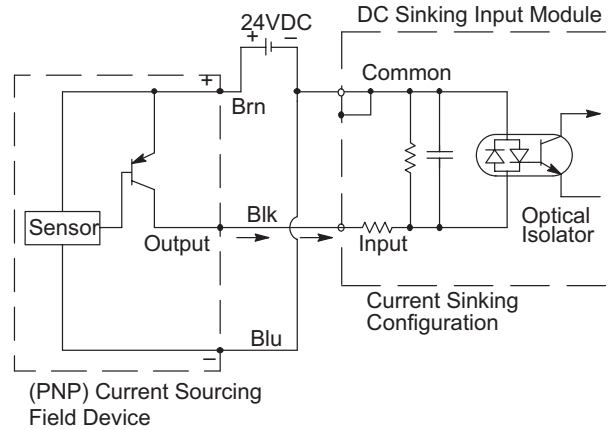 24VDC
DC Sinking Input Module
+ −
+
Common
Brn
Sensor
Output
Blk
Input
Optical
Isolator
Current Sinking
Configuration
Blu
−
(PNP) Current Sourcing
Field Device